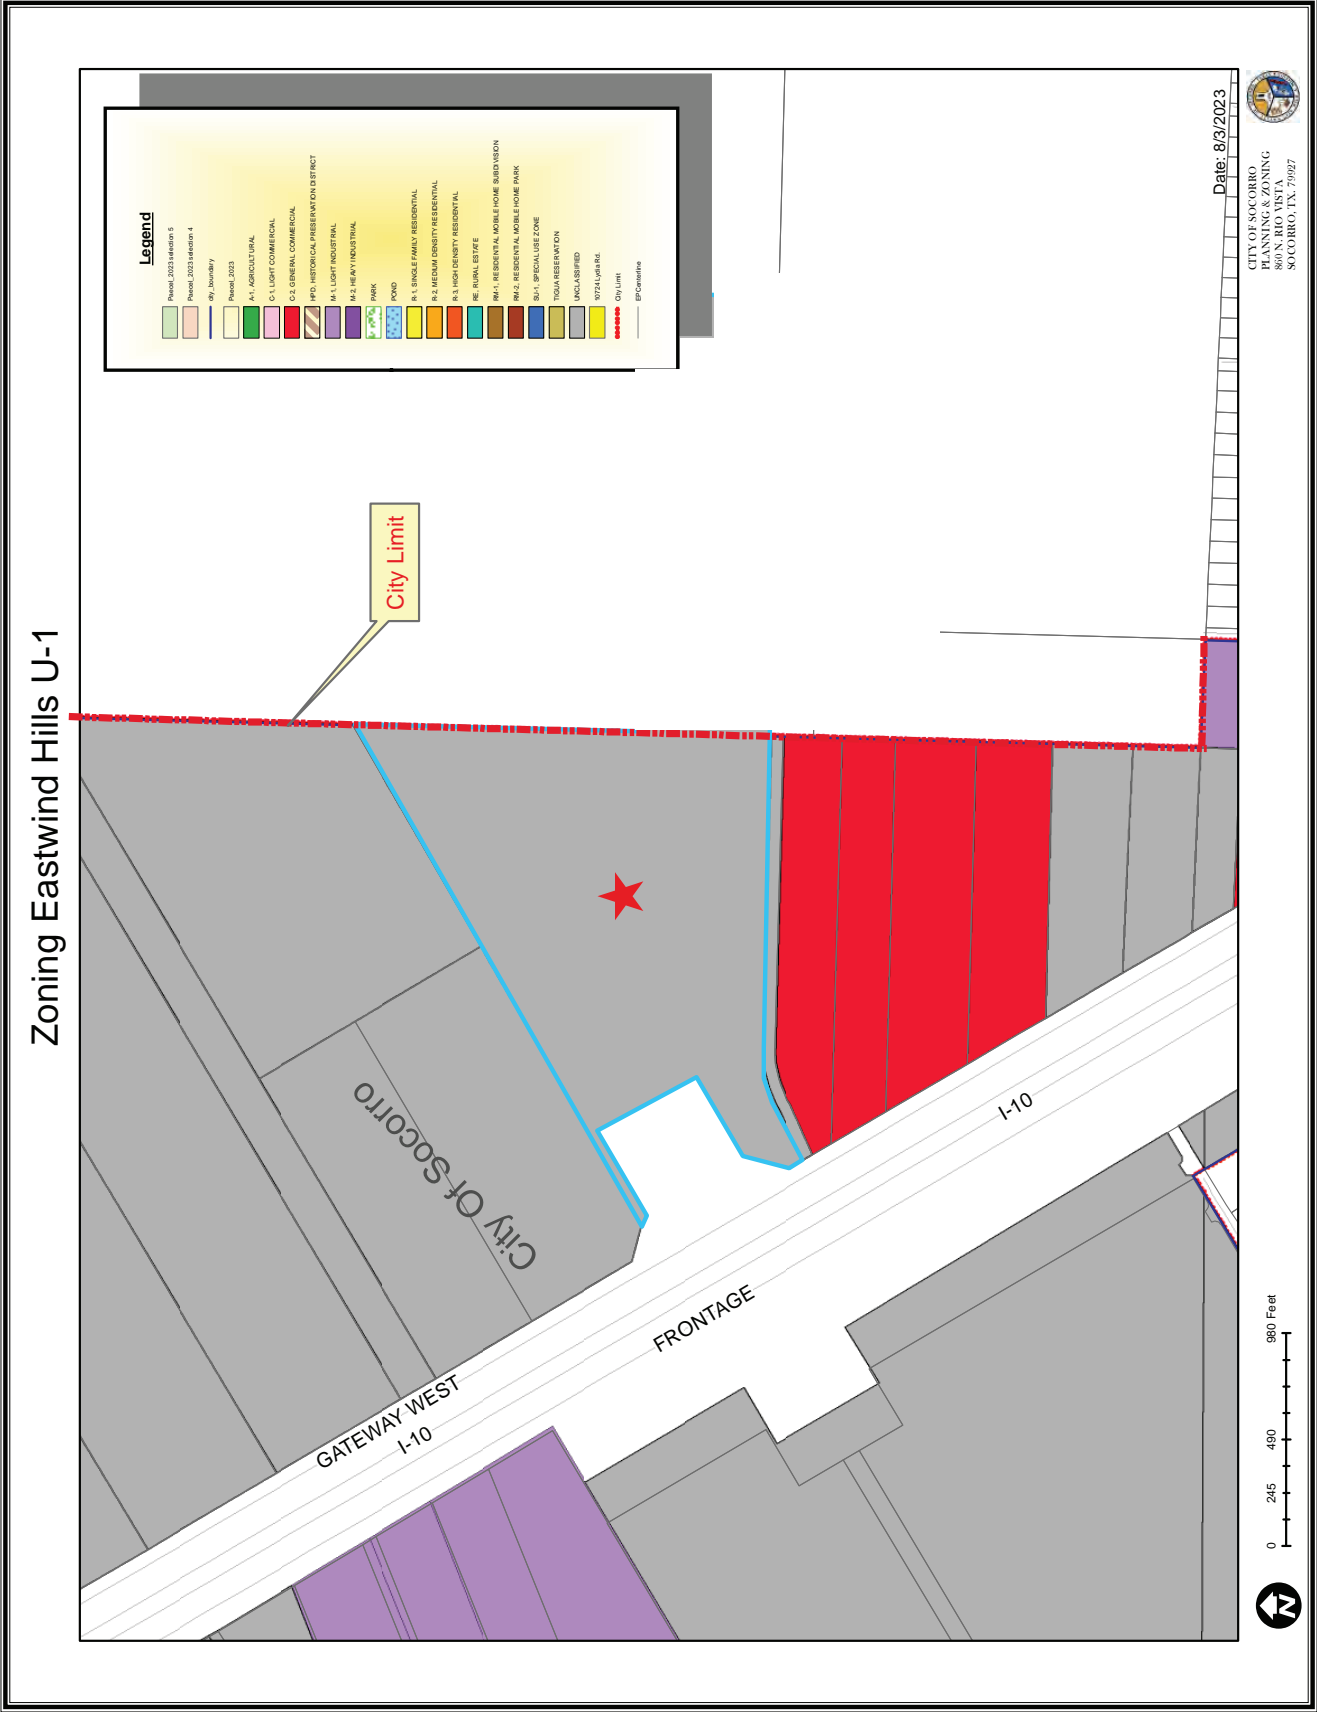 Zoning Eastwind Hills U-1
Legend
Paecel_2023 selection 5
Paecel_2023 selection 4
city_boundary
Paecel_2023
A-1, AGRICULTURAL
C-1, LIGHT COMMERCIAL
C-2, GENERAL COMMERCIAL
HPD, HISTORICAL PRESERVATION DISTRICT
M-1, LIGHT INDUSTRIAL
M-2, HEAVY INDUSTRIAL
PARK
POND
R-1, SINGLE FAMILY RESIDENTIAL
R-2, MEDIUM DENSITY RESIDENTIAL
R-3, HIGH DENSITY RESIDENTIAL
RE, RURAL ESTATE
RM-1, RESIDENTIAL MOBILE HOME SUBDIVISION
RM-2, RESIDENTIAL MOBILE HOME PARK
SU-1, SPECIAL USE ZONE
TIGUA RESERVATION
UNCLASSIFIED
10724 Lydia Rd.
City Limit
EPCenterline
City Limit
City Of Socorro
GATEWAY WEST
I-10
FRONTAGE
I-10
Date: 8/3/2023
CITY OF SOCORRO
PLANNING & ZONING
860 N. RIO VISTA
SOCORRO, TX. 79927
0 245 490 980 Feet
N